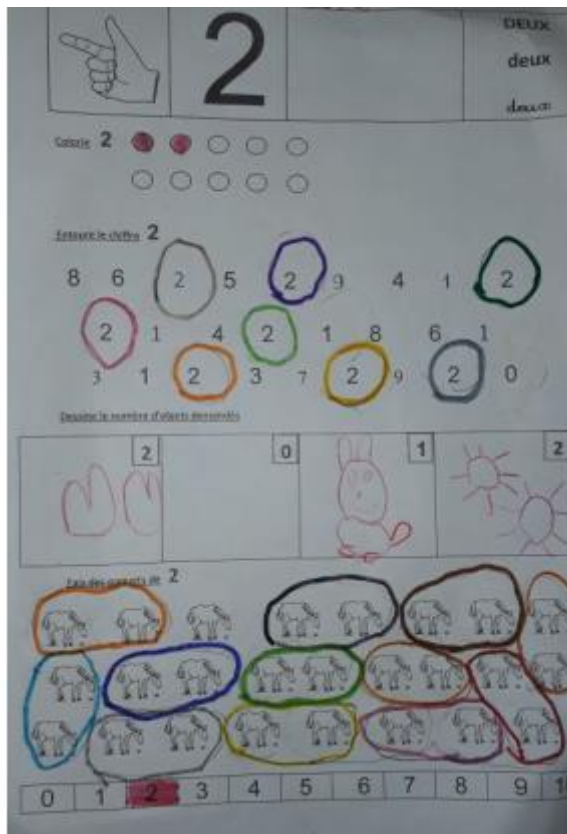 2
DEUX
deux
deux
Colorie 2
Entoure le chiffre 2
8 6 2 5 2 9 4 1 2
2 1 4 2 1 8 6 1
3 1 2 3 7 2 9 2 0
Dessine le nombre d'objets demandés
2 0 1 2
Fais des paquets de 2
0 1 2 3 4 5 6 7 8 9